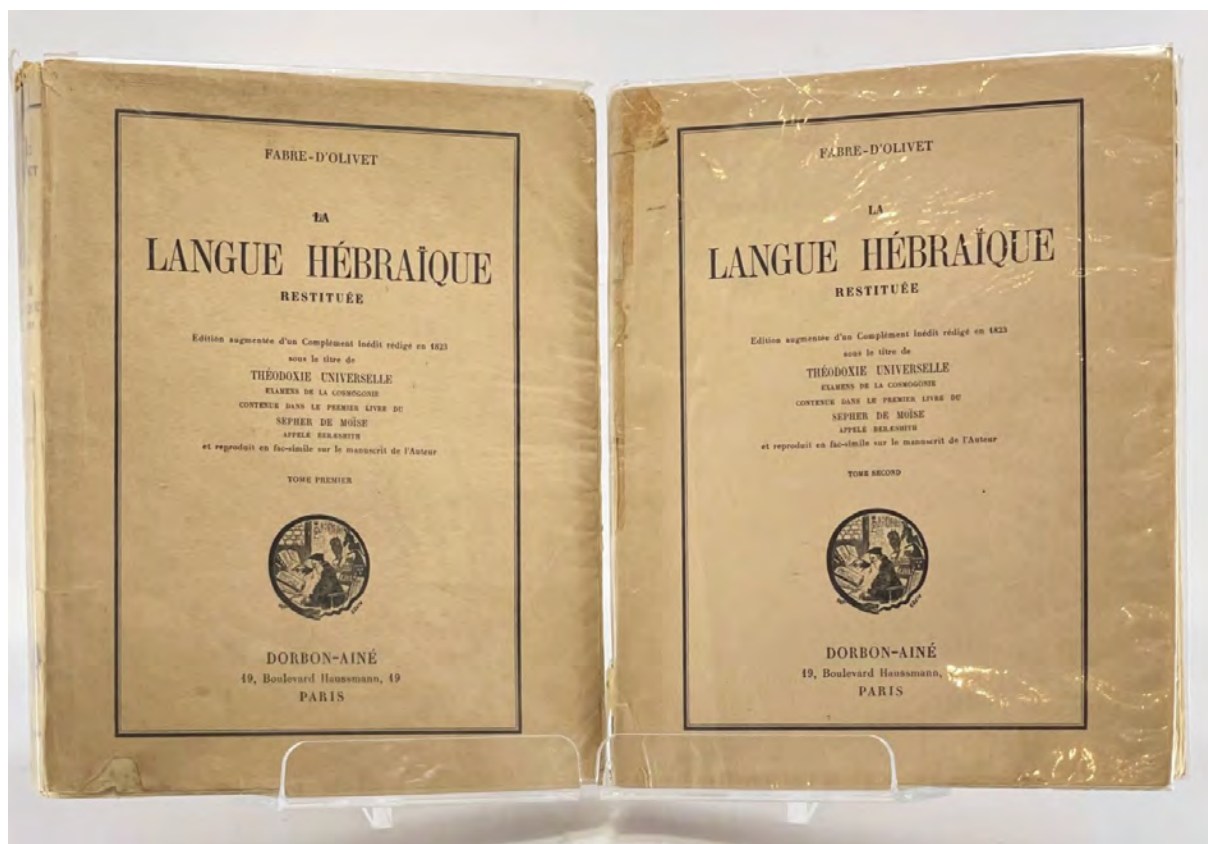 FABRE-D'OLIVET
LA
LANGUE HÉBRAÏQUE
RESTITUÉE
Edition augmentée d'un Complément Inédit rédigé en 1823
sous le titre de
THÉODOXIE UNIVERSELLE
EXAMENS DE LA COSMOGONIE
CONTENUE DANS LE PREMIER LIVRE DU
SEPHER DE MOÏSE
APPELÉ BERÆSHITH
et reproduit en fac-simile sur le manuscrit de l'Auteur
TOME PREMIER
DORBON-AINÉ
19, Boulevard Haussmann, 19
PARIS
FABRE-D'OLIVET
LA
LANGUE HÉBRAÏQUE
RESTITUÉE
Edition augmentée d'un Complément Inédit rédigé en 1823
sous le titre de
THÉODOXIE UNIVERSELLE
EXAMENS DE LA COSMOGONIE
CONTENUE DANS LE PREMIER LIVRE DU
SEPHER DE MOÏSE
APPELÉ BERÆSHITH
et reproduit en fac-simile sur le manuscrit de l'Auteur
TOME SECOND
DORBON-AINÉ
19, Boulevard Haussmann,
PARIS